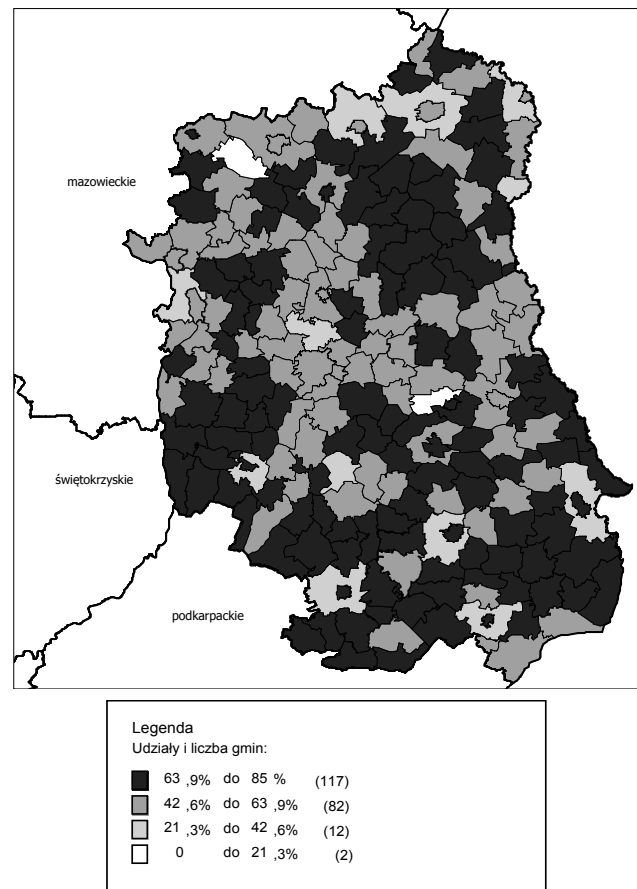 mazowieckie
świętokrzyskie
podkarpackie
Legenda
Udziały i liczba gmin:
63 ,9% do 85 % (117)
42 ,6% do 63 ,9% (82)
21 ,3% do 42 ,6% (12)
0 do 21 ,3% (2)